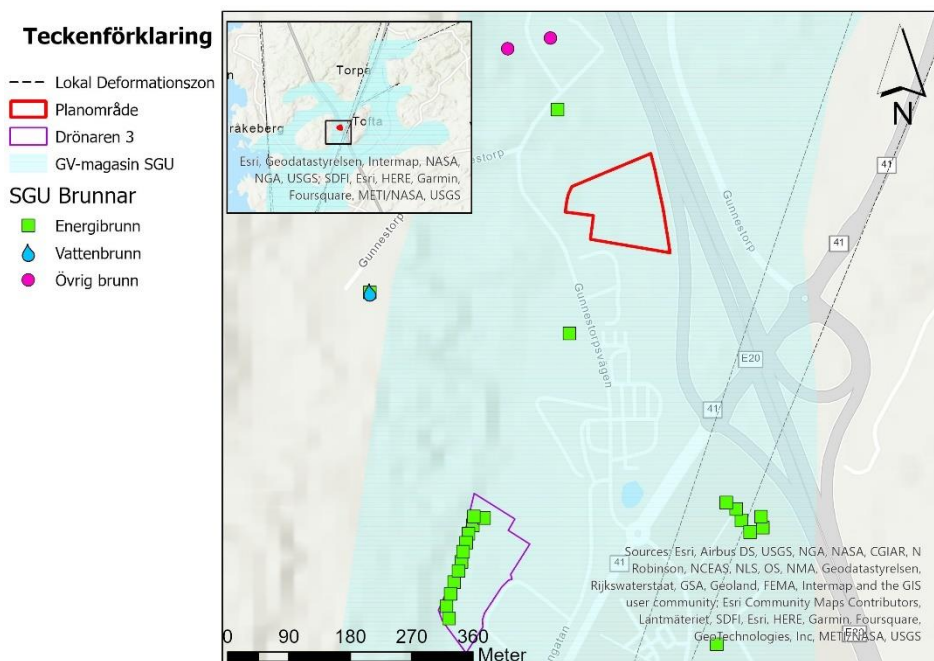 Teckenförklaring
Lokal Deformationszon
Planområde
Drönaren 3
GV-magasin SGU
SGU Brunnar
Energibrunn
Vattenbrunn
Övrig brunn
Torpa
Tofta
råkeberg
Esri, Geodatastyrelsen, Intermap, NASA,
NGA, USGS; SDFI, Esri, HERE, Garmin,
Foursquare, METI/NASA, USGS
N
Gunnestorp
Gunnestorp
Gunnestorpsvägen
41
41
E20
41
41
E20
ngatan
Sources: Esri, Airbus DS, USGS, NGA, NASA, CGIAR, N
Robinson, NCEAS, NLS, OS, NMA, Geodatastyrelsen,
Rijkswaterstaat, GSA, Geoland, FEMA, Intermap and the GIS
user community; Esri Community Maps Contributors,
Lantmäteriet, SDFI, Esri, HERE, Garmin, Foursquare,
GeoTechnologies, Inc, METI/NASA, USGS
0 90 180 270 360
Meter